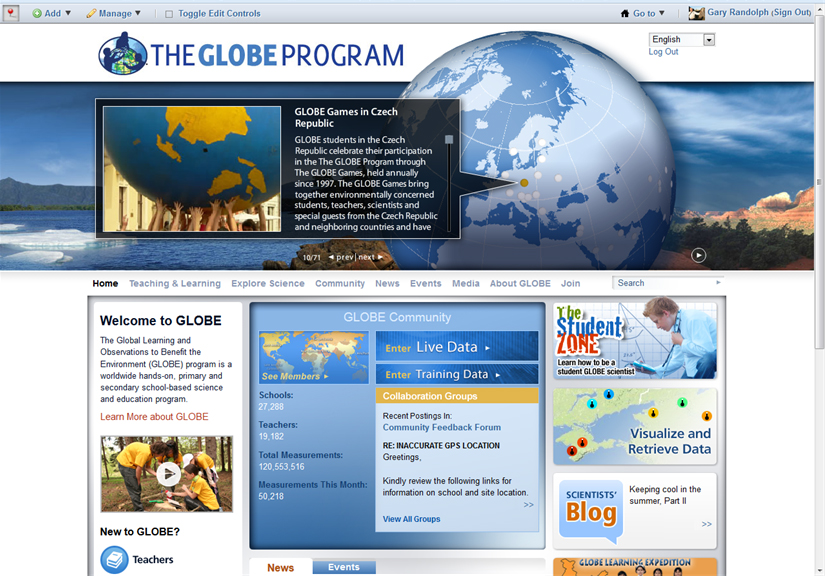 Add Manage Toggle Edit Controls Go to Gary Randolph (Sign Out)
THE GLOBE PROGRAM
English
Log Out
GLOBE Games in Czech
Republic
GLOBE students in the Czech
Republic celebrate their participation
in the The GLOBE Program through
The GLOBE Games, held annually
since 1997. The GLOBE Games bring
together environmentally concerned
students, teachers, scientists and
special guests from the Czech Republic
and neighboring countries and have
10/71 prev | next
Home Teaching & Learning Explore Science Community News Events Media About GLOBE Join Search
Welcome to GLOBE
The Global Learning and
Observations to Benefit the
Environment (GLOBE) program is a
worldwide hands-on, primary and
secondary school-based science
and education program.
Learn More about GLOBE
New to GLOBE?
Teachers
GLOBE Community
See Members
Enter Live Data
Enter Training Data
Schools:
27,288
Teachers:
19,182
Total Measurements:
120,553,516
Measurements This Month:
50,218
Collaboration Groups
Recent Postings In:
Community Feedback Forum
RE: INACCURATE GPS LOCATION
Greetings,
Kindly review the following links for
information on school and site location.
>>
View All Groups
News Events
The
Student
ZONE
Learn how to be a
student GLOBE scientist
Visualize and
Retrieve Data
SCIENTISTS'
Blog
Keeping cool in the
summer, Part II
>>
GLOBE LEARNING EXPEDITION